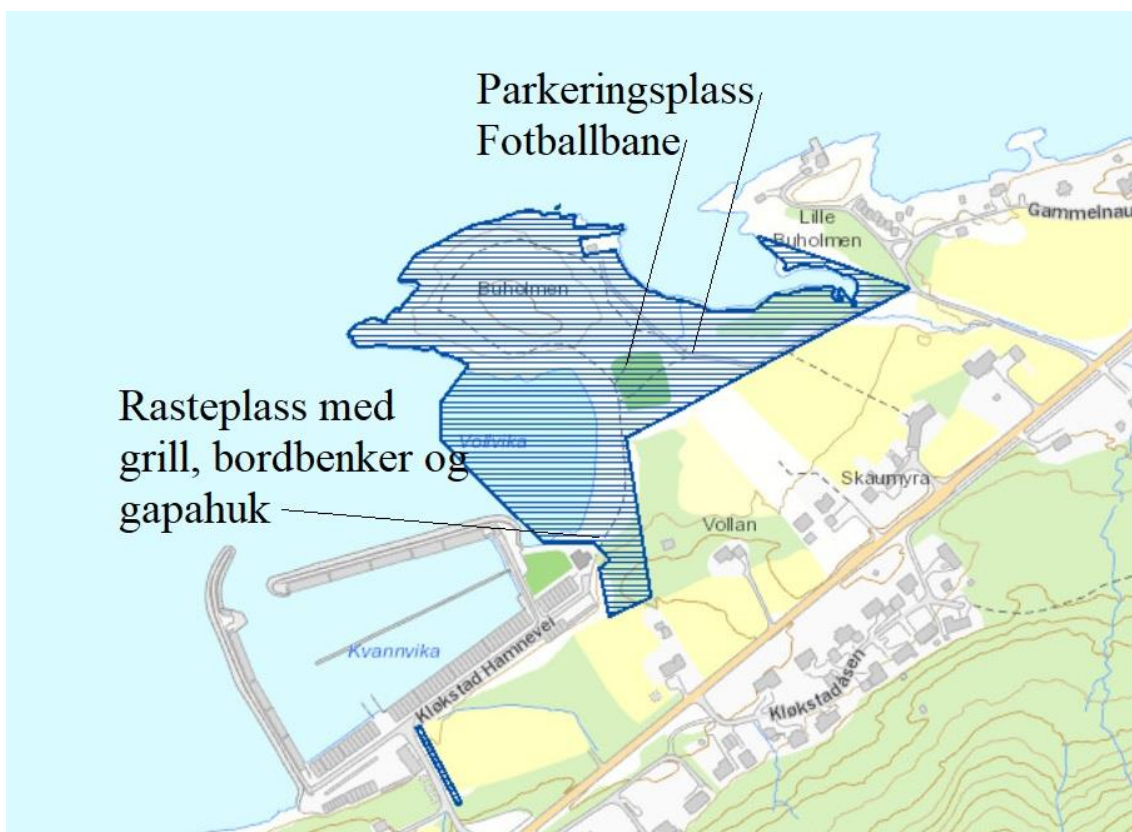 Parkeringsplass
Fotballbane
Lille
Buholmen
Gammelnau
Buholmen
Rasteplass med
grill, bordbenker og
gapahuk
Vollvika
Skaumyra
Vollan
Kvannvika
Kløkstad Hamnevei
Kløkstadåsen